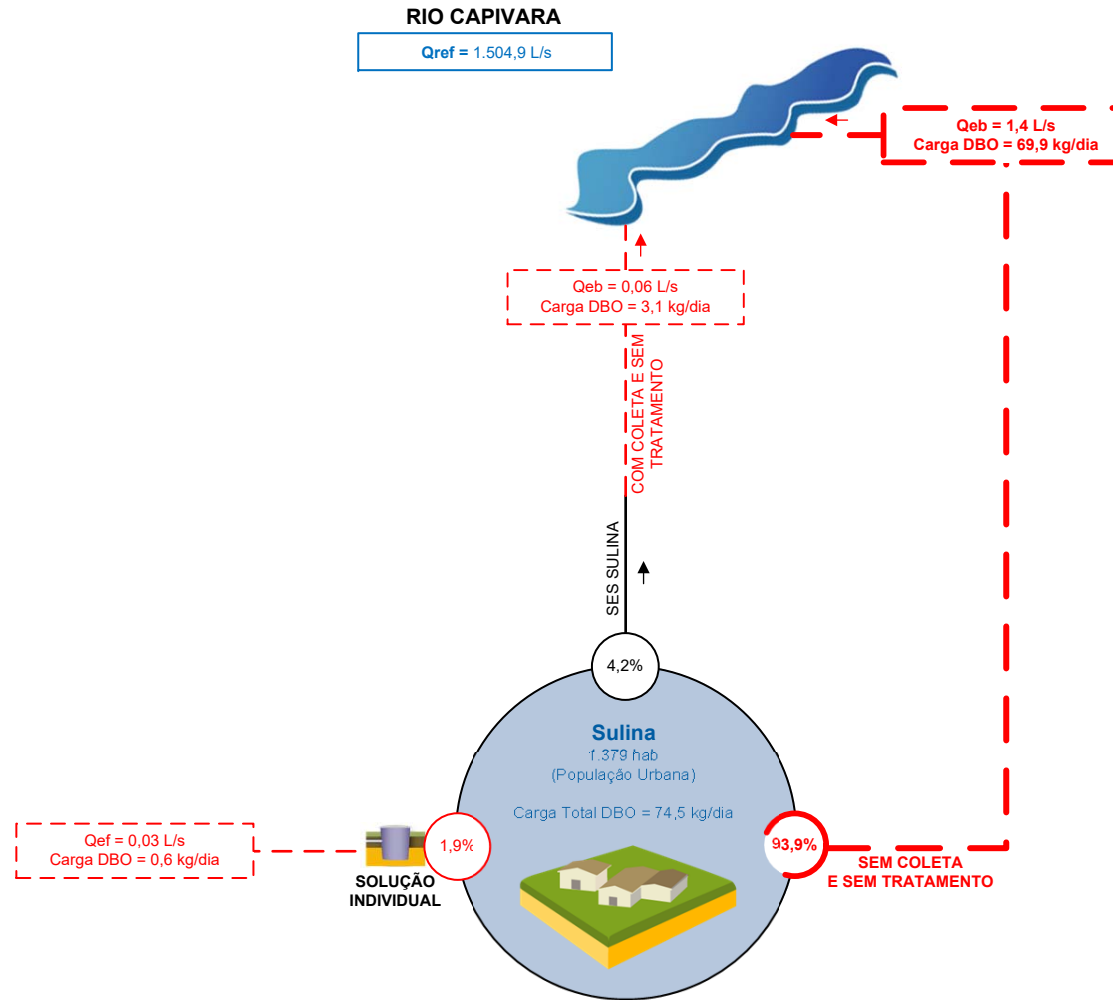 RIO CAPIVARA
Qref = 1.504,9 L/s
Qeb = 1,4 L/s
Carga DBO = 69,9 kg/dia
Qeb = 0,06 L/s
Carga DBO = 3,1 kg/dia
COM COLETA E SEM
TRATAMENTO
SES SULINA
4,2%
Sulina
1.379 hab
(População Urbana)
Carga Total DBO = 74,5 kg/dia
Qef = 0,03 L/s
Carga DBO = 0,6 kg/dia
SOLUÇÃO
INDIVIDUAL
1,9%
93,9%
SEM COLETA
E SEM TRATAMENTO